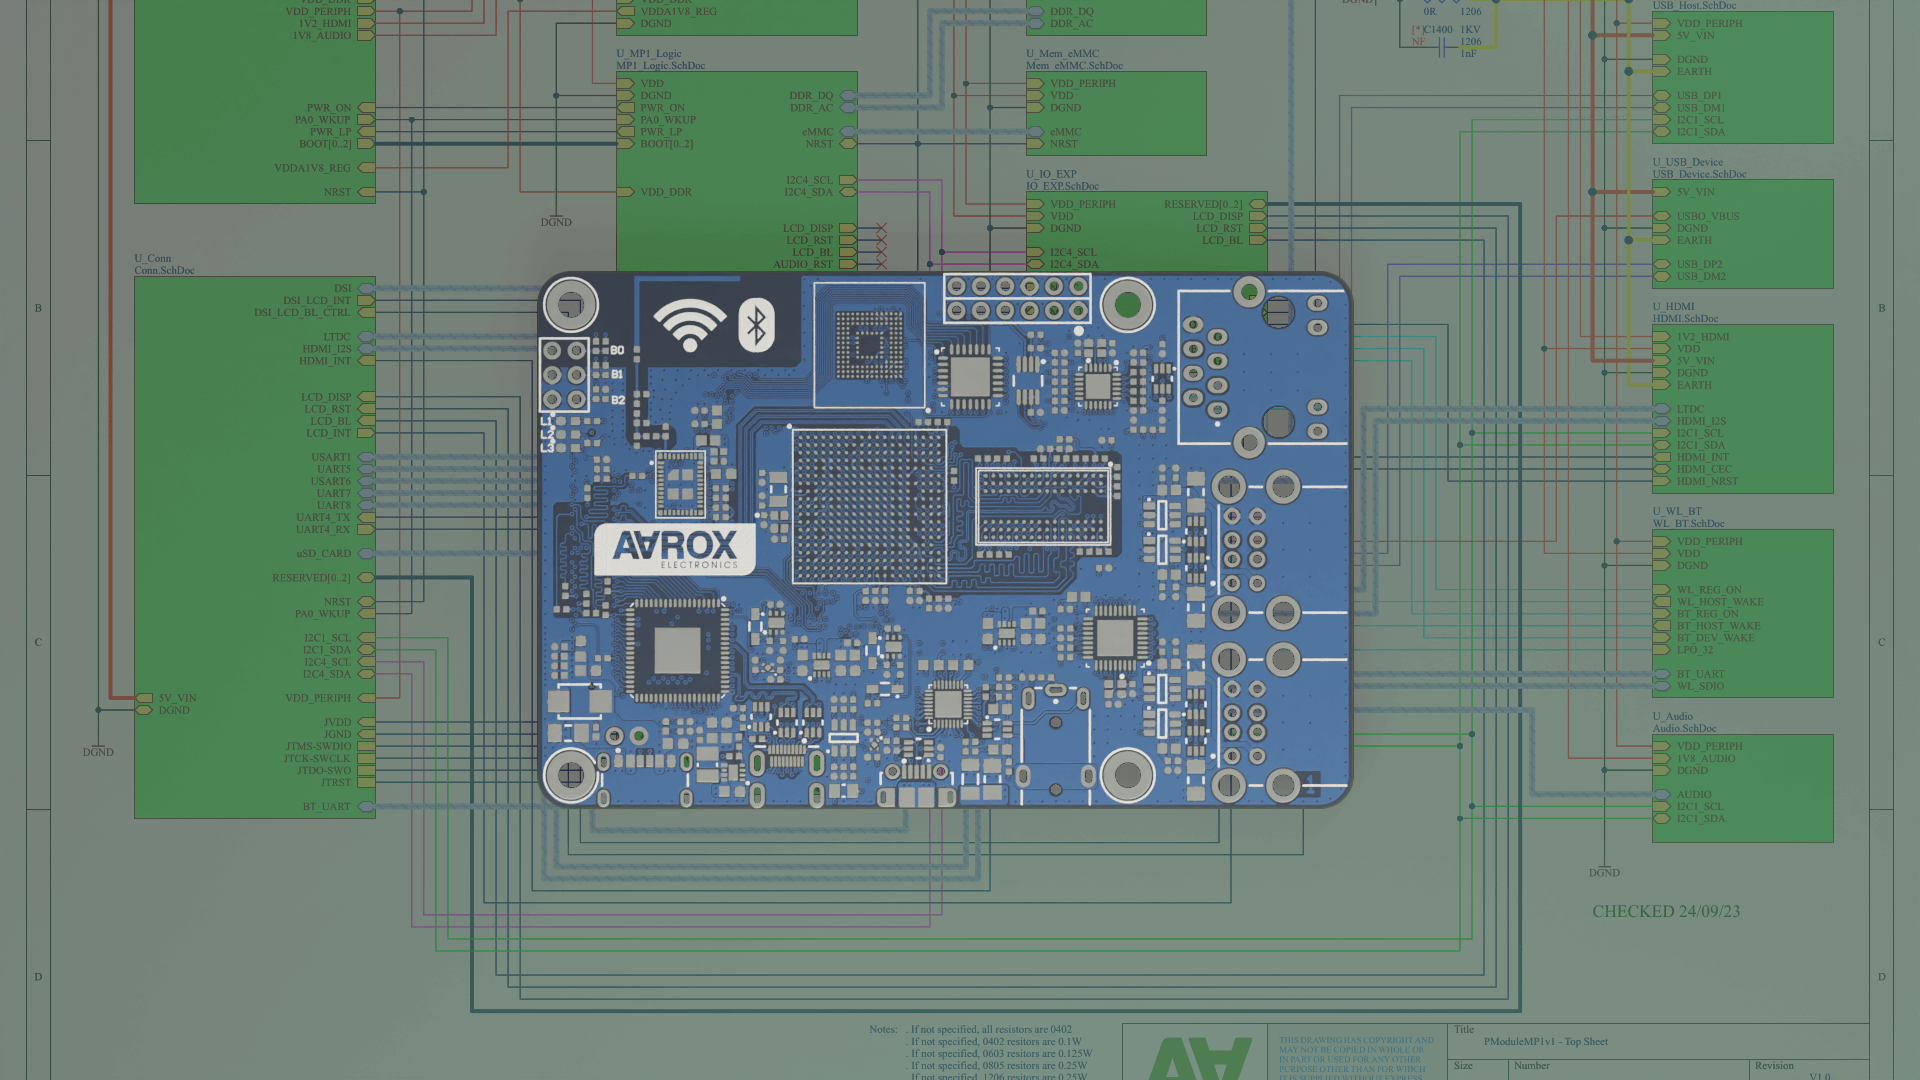 VDD_PERIPH
1V2_HDMI
1V8_AUDIO
PWR_ON
PA0_WKUP
PWR_LP
BOOT[0..2]
VDDA1V8_REG
NRST
VDDA1V8_REG
DGND
U_MP1_Logic
MP1_Logic.SchDoc
VDD
DGND
PWR_ON
PA0_WKUP
PWR_LP
BOOT[0..2]
VDD_DDR
DDR_DQ
DDR_AC
eMMC
NRST
I2C4_SCL
I2C4_SDA
LCD_DISP
LCD_RST
LCD_BL
AUDIO_RST
DGND
DDR_DQ
DDR_AC
U_Mem_eMMC
Mem_eMMC.SchDoc
VDD_PERIPH
VDD
DGND
eMMC
NRST
U_IO_EXP
IO_EXP.SchDoc
VDD_PERIPH
VDD
DGND
I2C4_SCL
I2C4_SDA
RESERVED[0..2]
LCD_DISP
LCD_RST
LCD_BL
0R 1206
[*]C1400 1KV
NF 1206
1nF
USB_Host.SchDoc
VDD_PERIPH
5V_VIN
DGND
EARTH
USB_DP1
USB_DM1
I2C1_SCL
I2C1_SDA
U_USB_Device
USB_Device.SchDoc
5V_VIN
USBO_VBUS
DGND
EARTH
USB_DP2
USB_DM2
U_HDMI
HDMI.SchDoc
1V2_HDMI
VDD
5V_VIN
DGND
EARTH
LTDC
HDMI_I2S
I2C1_SCL
I2C1_SDA
HDMI_INT
HDMI_CEC
HDMI_NRST
U_WL_BT
WL_BT.SchDoc
VDD_PERIPH
VDD
DGND
WL_REG_ON
WL_HOST_WAKE
BT_REG_ON
BT_HOST_WAKE
BT_DEV_WAKE
LPO_32
BT_UART
WL_SDIO
U_Audio
Audio.SchDoc
VDD_PERIPH
1V8_AUDIO
DGND
AUDIO
I2C1_SCL
I2C1_SDA
DGND
CHECKED 24/09/23
U_Conn
Conn.SchDoc
DSI
DSI_LCD_INT
DSI_LCD_BL_CTRL
LTDC
HDMI_I2S
HDMI_INT
LCD_DISP
LCD_RST
LCD_BL
LCD_INT
USART1
UART5
USART6
UART7
UART8
UART4_TX
UART4_RX
uSD_CARD
RESERVED[0..2]
NRST
PA0_WKUP
I2C1_SCL
I2C1_SDA
I2C4_SCL
I2C4_SDA
VDD_PERIPH
JVDD
JGND
JTMS-SWDIO
JTCK-SWCLK
JTDO-SWO
JTRST
BT_UART
5V_VIN
DGND
DGND
B0
B1
B2
L1
L2
L3
AAROX
ELECTRONICS
1
B
C
D
B
C
D
Notes: . If not specified, all resistors are 0402
. If not specified, 0402 resitors are 0.1W
. If not specified, 0603 resitors are 0.125W
. If not specified, 0805 resitors are 0.25W
. If not specified, 1206 resitors are 0.25W
THIS DRAWING HAS COPYRIGHT AND
MAY NOT BE COPIED IN WHOLE OR
IN PART OR USED FOR ANY OTHER
PURPOSE OTHER THAN FOR WHICH
IT IS SUPPLIED WITHOUT EXPRESS
Title
PModuleMP1v1 - Top Sheet
Size
Number
Revision
V1.0